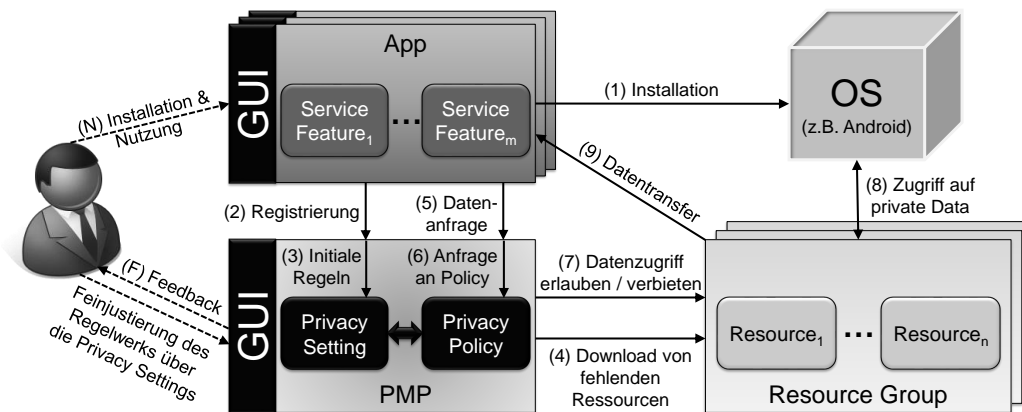 App
GUI
Service
Feature1
...
Service
Feature m
(1) Installation
OS
(z.B. Android)
(N) Installation &
Nutzung
(9) Datentransfer
(8) Zugriff auf
private Data
(2) Registrierung
(5) Daten-
anfrage
(3) Initiale
Regeln
(6) Anfrage
an Policy
(7) Datenzugriff
erlauben / verbieten
(F) Feedback
Feinjustierung des
Regelwerks über
die Privacy Settings
GUI
Privacy
Setting
Privacy
Policy
PMP
(4) Download von
fehlenden
Ressourcen
Resource1
...
Resource n
Resource Group